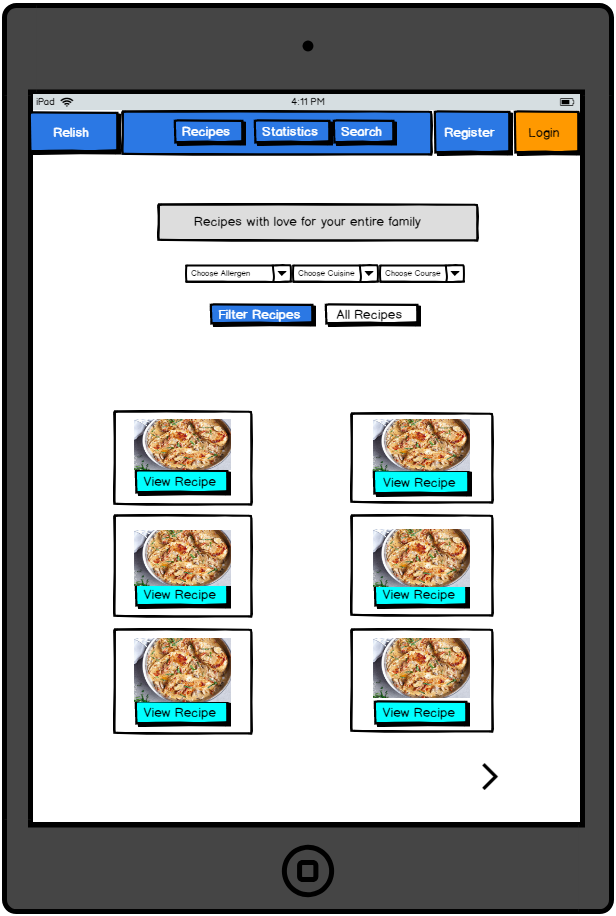 iPod 4:11 PM
Relish Recipes Statistics Search Register Login
Recipes with love for your entire family
Choose Allergen Choose Cuisine Choose Course
Filter Recipes All Recipes
View Recipe View Recipe
View Recipe View Recipe
View Recipe View Recipe